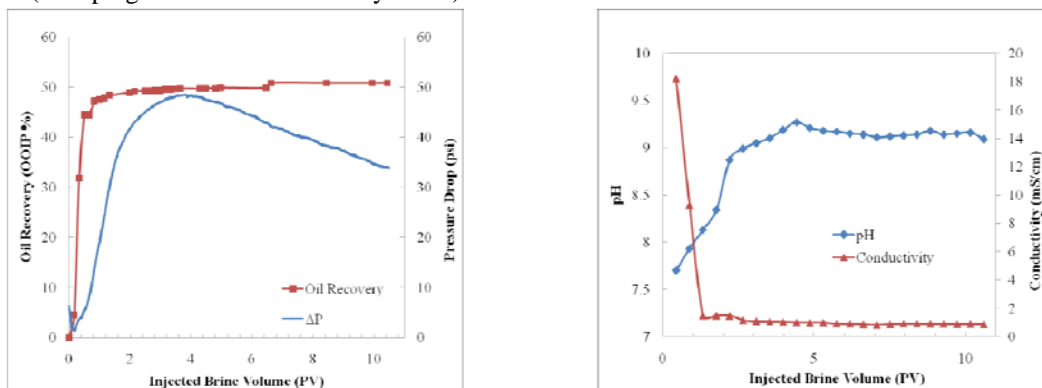 Oil Recovery (OOIP %)
60
50
40
30
20
10
0
60
50
40
30
20
10
0
Pressure Drop (psi)
Oil Recovery
ΔP
0 2 4 6 8 10
Injected Brine Volume (PV)
pH
10
9.5
9
8.5
8
7.5
7
20
18
16
14
12
10
8
6
4
2
0
Conductivity (mS/cm)
pH
Conductivity
0 5 10
Injected Brine Volume (PV)